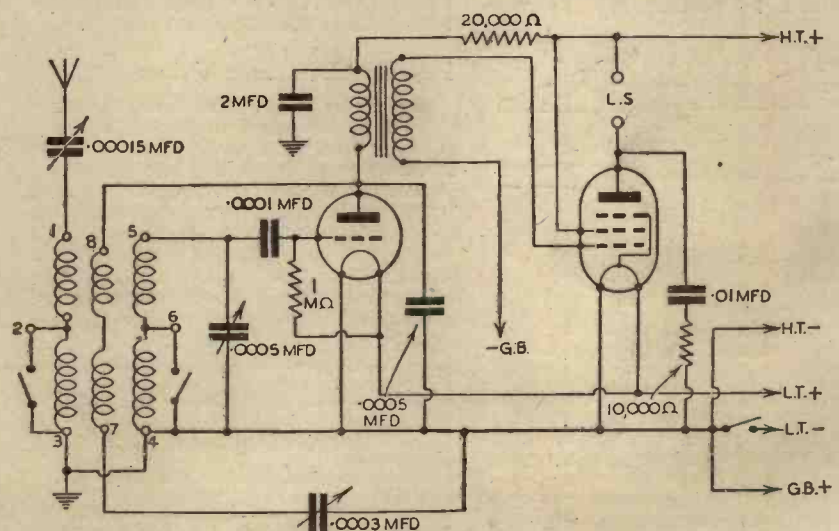 20,000 Ω
H.T.+
2 MFD
L.S
.00015 MFD
.0001 MFD
1
8
5
1
MΩ
.01 MFD
2
6
.0005 MFD
-G.B.
H.T.-
.0005
MFD
L.T.+
10,000 Ω
3
7
4
L.T.-
.0003 MFD
G.B.+